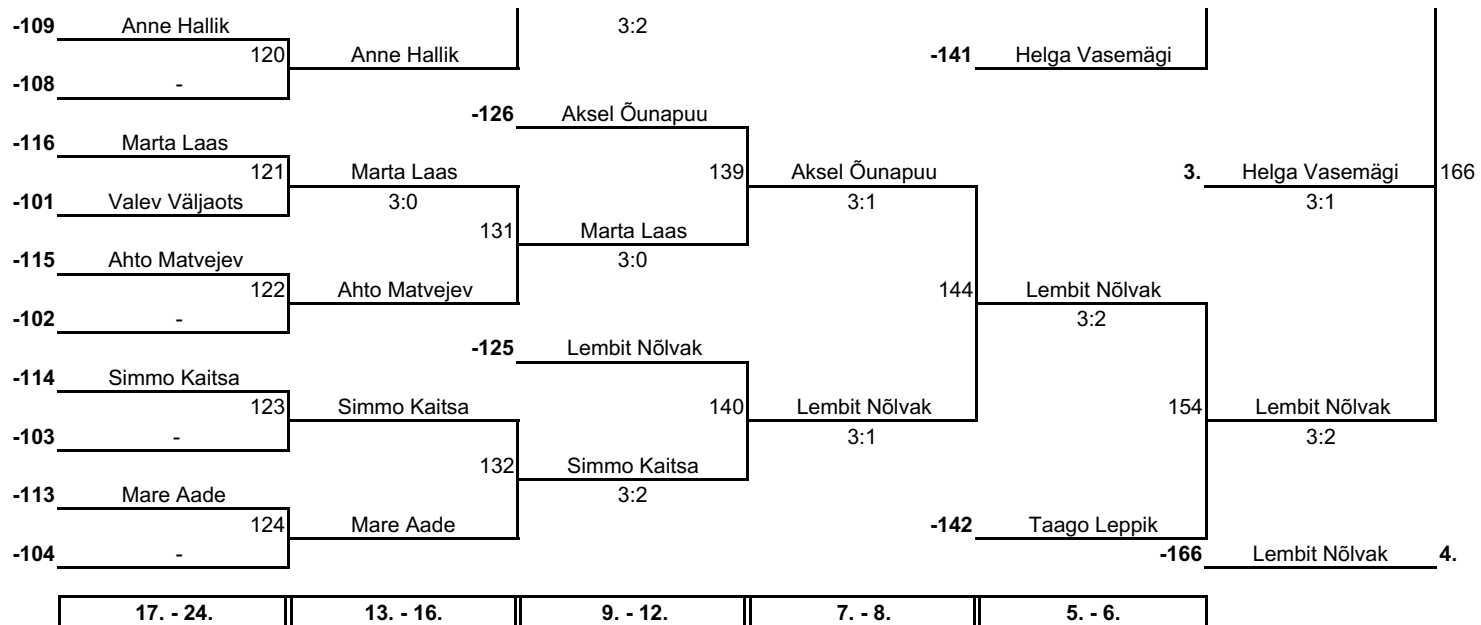 -109 Anne Hallik 3:2
120 Anne Hallik -141 Helga Vasemägi
-108 -
-126 Aksel Õunapuu
-116 Marta Laas
121 Marta Laas 139 Aksel Õunapuu 3. Helga Vasemägi 166
-101 Valev Väljaots 3:0 3:1 3:1
131 Marta Laas
-115 Ahto Matvejev 3:0
122 Ahto Matvejev 144 Lembit Nõlvak
-102 - 3:2
-125 Lembit Nõlvak
-114 Simmo Kaitsa
123 Simmo Kaitsa 140 Lembit Nõlvak 154 Lembit Nõlvak
-103 - 3:1 3:2
132 Simmo Kaitsa
-113 Mare Aade 3:2
124 Mare Aade -142 Taago Leppik
-104 - -166 Lembit Nõlvak 4.
17. - 24. 13. - 16. 9. - 12. 7. - 8. 5. - 6.